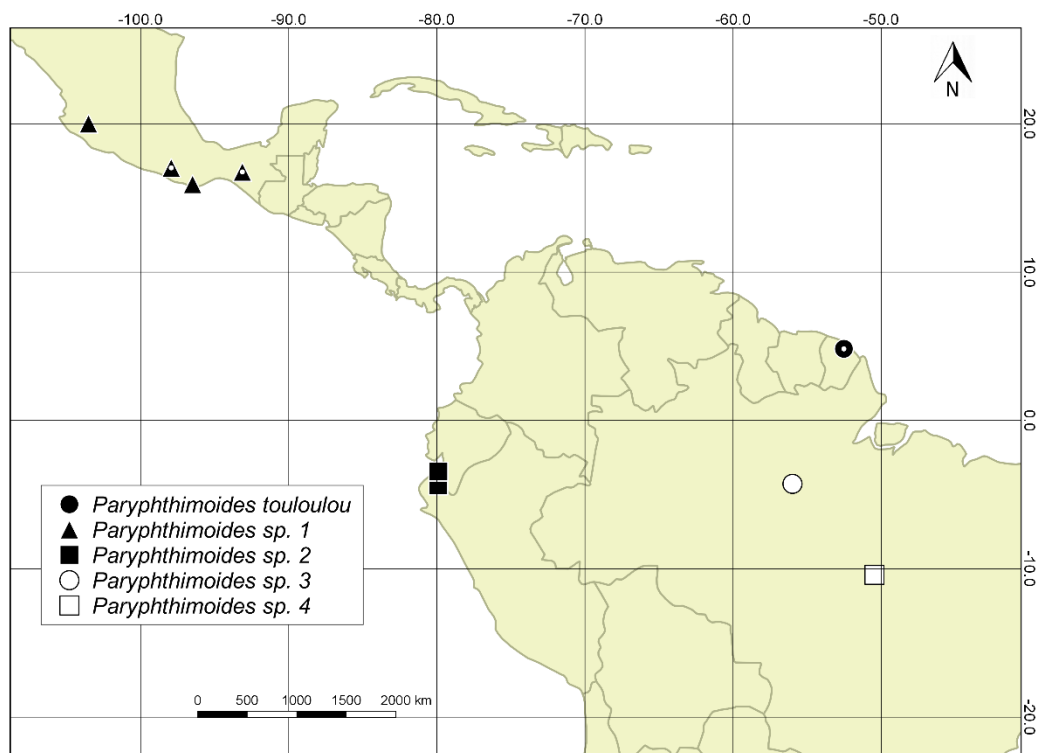 -100.0 -90.0 -80.0 -70.0 -60.0 -50.0
N
20.0
10.0
0.0
-10.0
-20.0
Paryphthimoides touloulou
Paryphthimoides sp. 1
Paryphthimoides sp. 2
Paryphthimoides sp. 3
Paryphthimoides sp. 4
0 500 1000 1500 2000 km